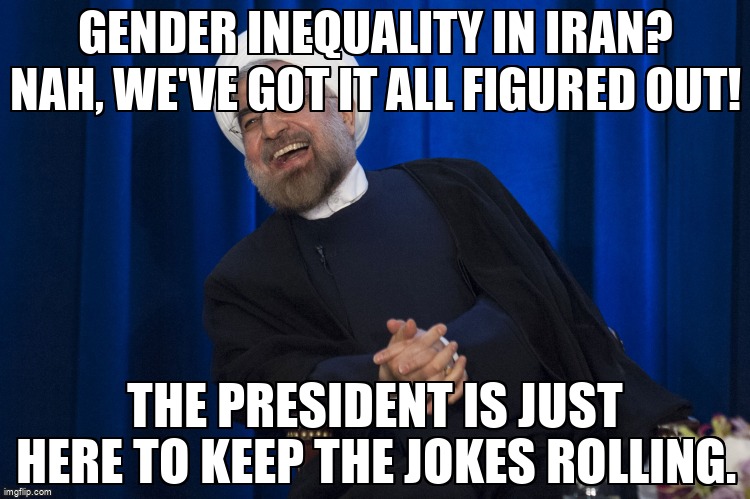 GENDER INEQUALITY IN IRAN?
NAH, WE'VE GOT IT ALL FIGURED OUT!
THE PRESIDENT IS JUST
HERE TO KEEP THE JOKES ROLLING.
imgflip.com